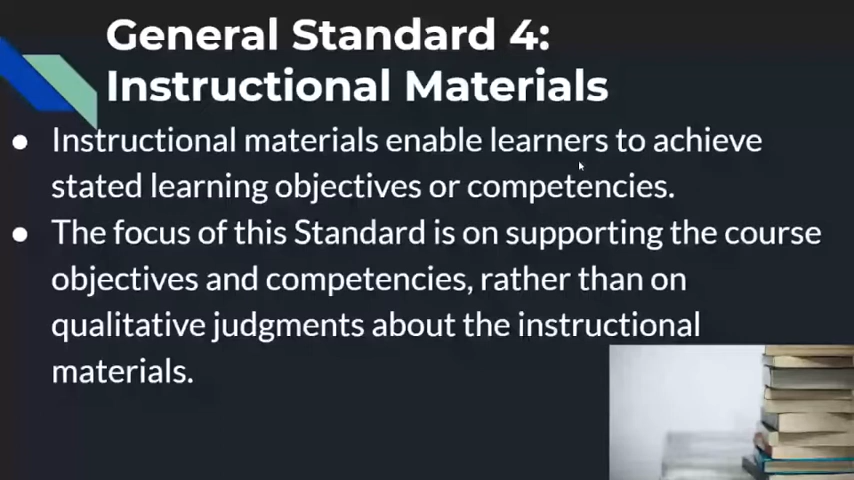 General Standard 4:
Instructional Materials
● Instructional materials enable learners to achieve
stated learning objectives or competencies.
● The focus of this Standard is on supporting the course
objectives and competencies, rather than on
qualitative judgments about the instructional
materials.